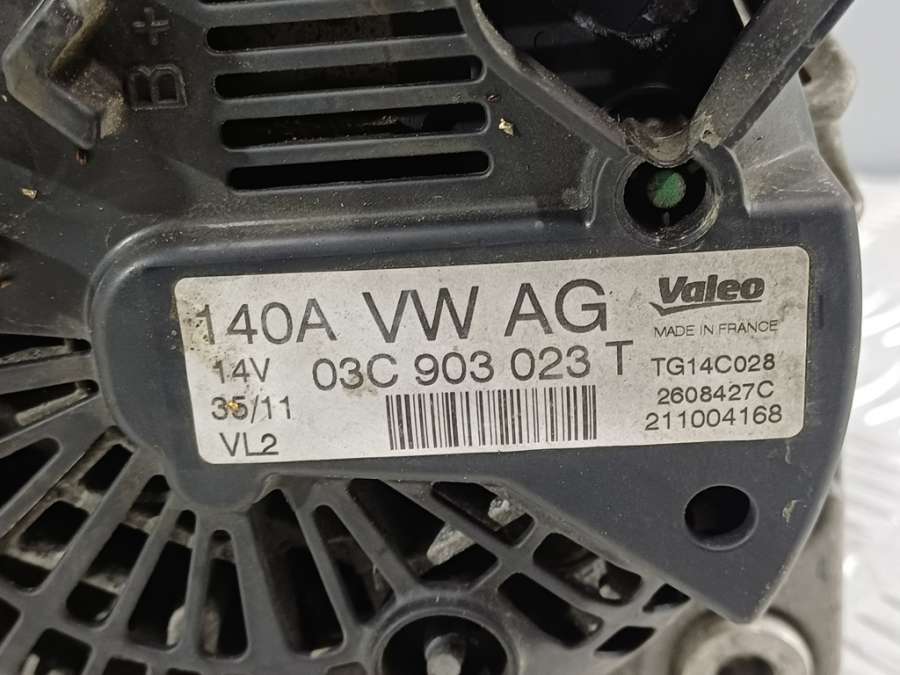 B+
140A VW AG
14V 03C 903 023 T
35/11
VL2
Valeo
MADE IN FRANCE
TG14C028
2608427C
211004168